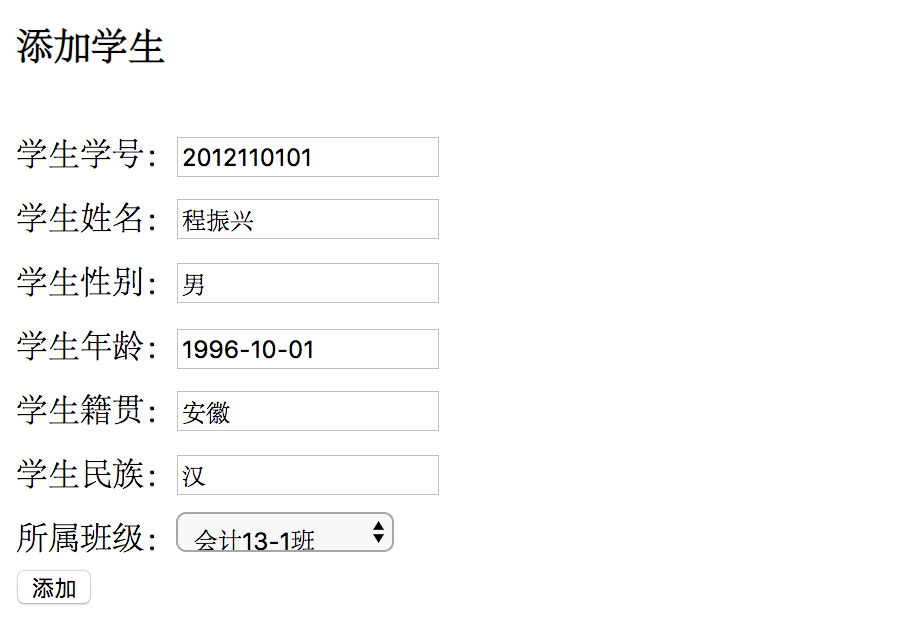 添加学生
学生学号： 2012110101
学生姓名： 程振兴
学生性别： 男
学生年龄： 1996-10-01
学生籍贯： 安徽
学生民族： 汉
所属班级： 会计13-1班
添加